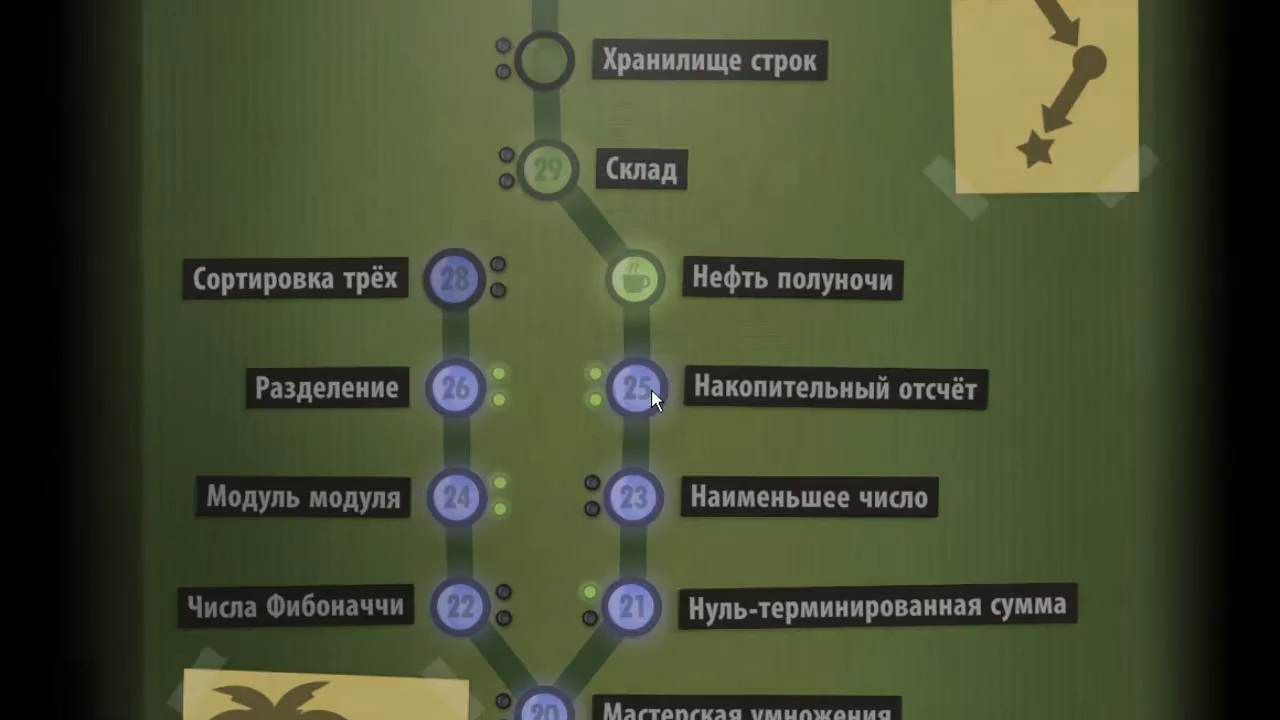 Хранилище строк
29 Склад
Сортировка трёх 28 Нефть полуночи
Разделение 26 25 Накопительный отсчёт
Модуль модуля 24 23 Наименьшее число
Числа Фибоначчи 22 21 Нуль-терминированная сумма
20 Мастерская умножения